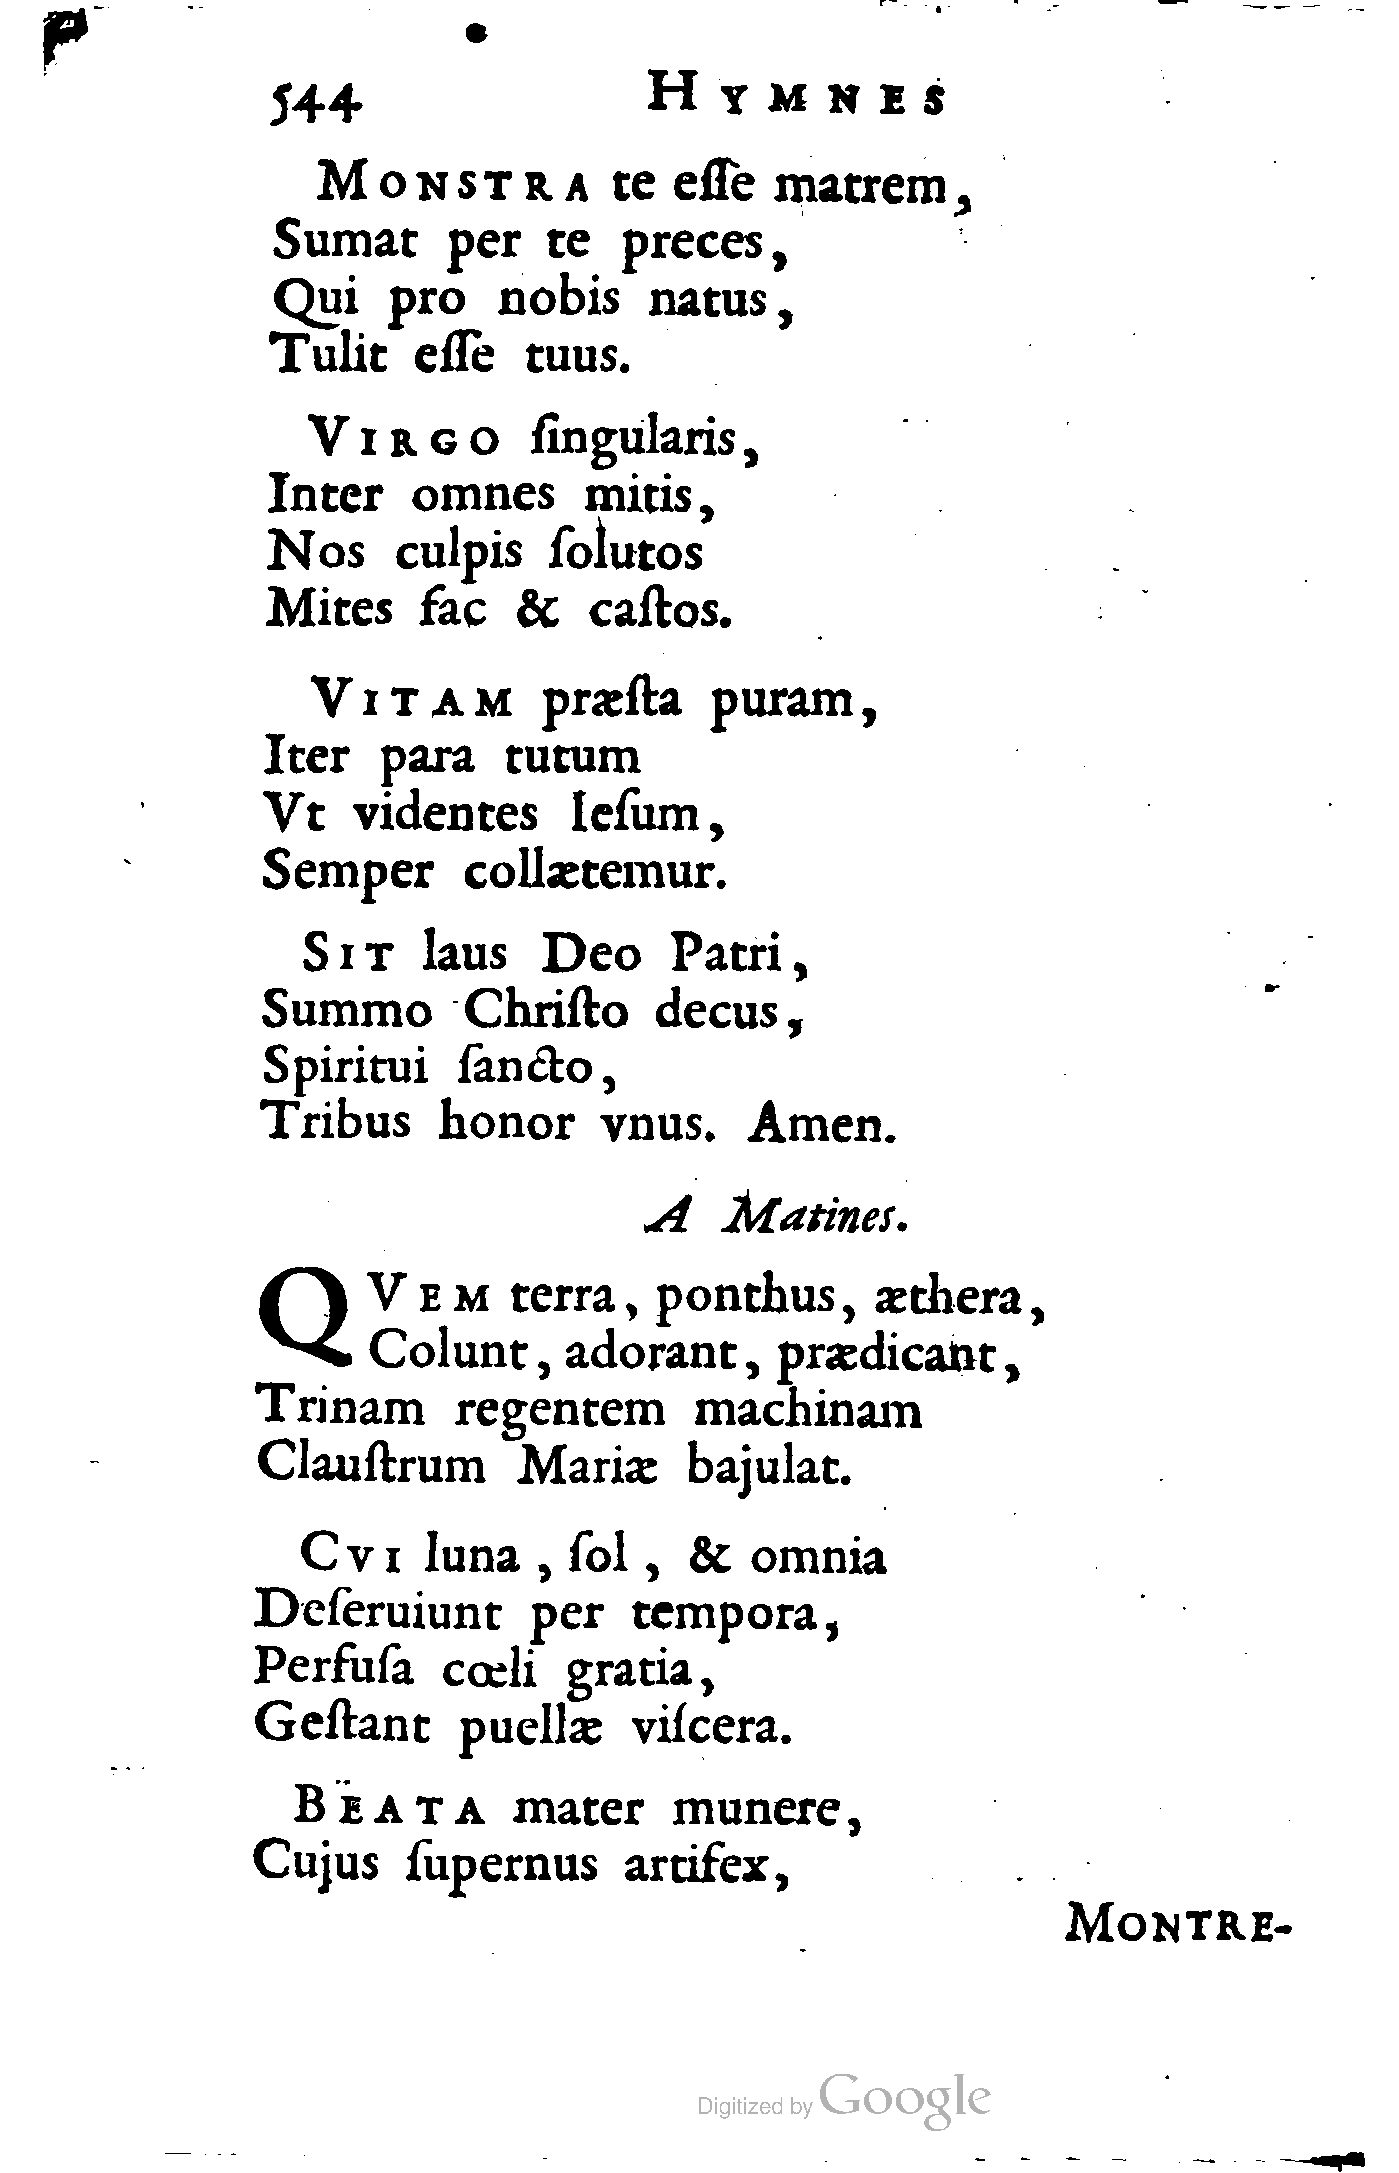 544 HYMNES
MONSTRA te eſſe matrem,
Sumat per te preces,
Qui pro nobis natus,
Tulit eſſe tuus.
VIRGO ſingularis,
Inter omnes mitis,
Nos culpis ſolutos
Mites fac & caſtos.
VITAM præſta puram,
Iter para tutum
Vt videntes Ieſum,
Semper collætemur.
SIT laus Deo Patri,
Summo Chriſto decus,
Spiritui ſancto,
Tribus honor vnus. Amen.
A Matines.
QVEM terra, ponthus, æthera,
Colunt, adorant, prædicant,
Trinam regentem machinam
Clauſtrum Mariæ bajulat.
CVI luna, ſol, & omnia
Deſeruiunt per tempora,
Perfuſa cœli gratia,
Geſtant puellæ viſcera.
BEATA mater munere,
Cujus ſupernus artifex,
MONTRE-
Digitized by Google